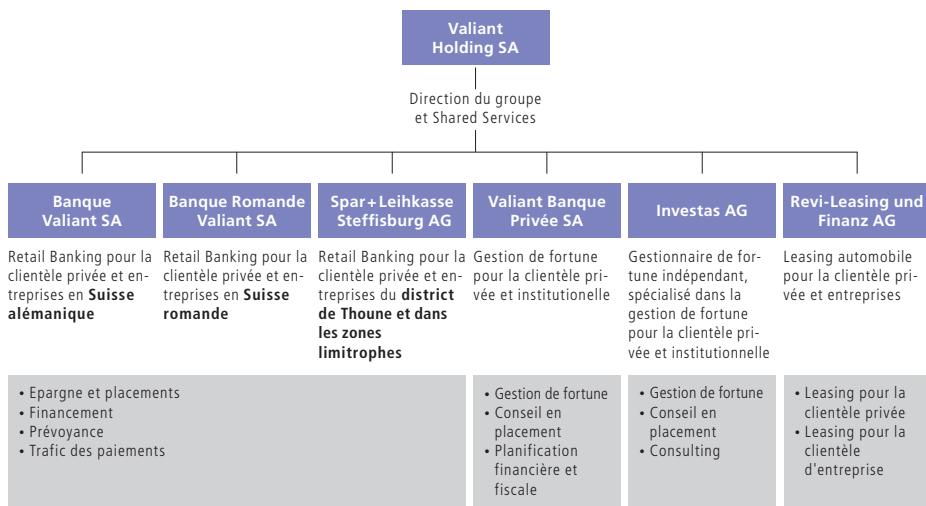 Valiant
Holding SA
Direction du groupe
et Shared Services
Banque
Valiant SA
Retail Banking pour la
clientèle privée et en-
treprises en Suisse
alémanique
Banque Romande
Valiant SA
Retail Banking pour la
clientèle privée et en-
treprises en Suisse
romande
Spar+Leihkasse
Steffisburg AG
Retail Banking pour la
clientèle privée et en-
treprises du district
de Thoune et dans
les zones
limitrophes
Valiant Banque
Privée SA
Gestion de fortune
pour la clientèle pri-
vée et institutionelle
Investas AG
Gestionnaire de for-
tune indépendant,
spécialisé dans la
gestion de fortune
pour la clientèle pri-
vée et institutionnelle
Revi-Leasing und
Finanz AG
Leasing automobile
pour la clientèle pri-
vée et entreprises
• Epargne et placements
• Financement
• Prévoyance
• Trafic des paiements
• Gestion de fortune
• Conseil en
placement
• Planification
financière et
fiscale
• Gestion de fortune
• Conseil en
placement
• Consulting
• Leasing pour la
clientèle privée
• Leasing pour la
clientèle
d'entreprise